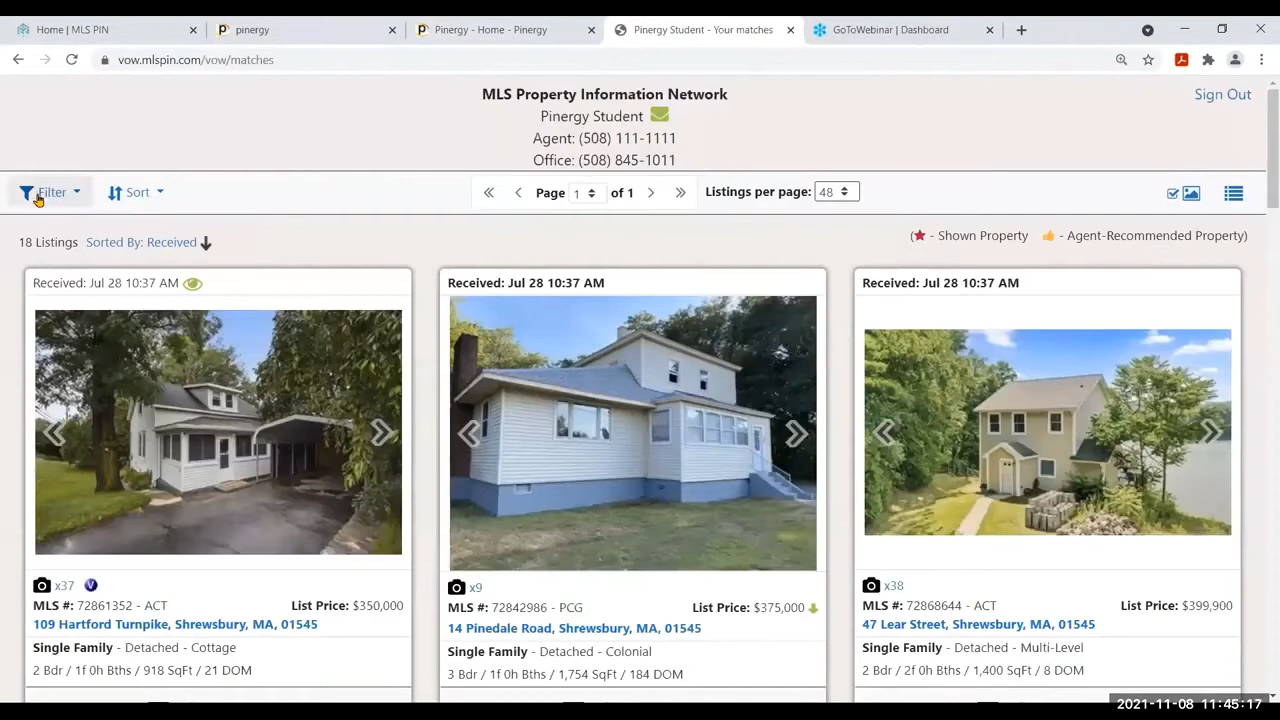 Home | MLS PIN
pinergy
Pinergy - Home - Pinergy
Pinergy Student - Your matches
GoToWebinar | Dashboard
vow.mlspin.com/vow/matches
MLS Property Information Network
Sign Out
Pinergy Student
Agent: (508) 111-1111
Office: (508) 845-1011
Filter
Sort
Page 1 of 1
Listings per page: 48
18 Listings Sorted By: Received
( - Shown Property - Agent-Recommended Property)
Received: Jul 28 10:37 AM
x37
MLS #: 72861352 - ACT List Price: $350,000
109 Hartford Turnpike, Shrewsbury, MA, 01545
Single Family - Detached - Cottage
2 Bdr / 1f 0h Bths / 918 SqFt / 21 DOM
Received: Jul 28 10:37 AM
x9
MLS #: 72842986 - PCG List Price: $375,000
14 Pinedale Road, Shrewsbury, MA, 01545
Single Family - Detached - Colonial
3 Bdr / 1f 0h Bths / 1,754 SqFt / 184 DOM
Received: Jul 28 10:37 AM
x38
MLS #: 72868644 - ACT List Price: $399,900
47 Lear Street, Shrewsbury, MA, 01545
Single Family - Detached - Multi-Level
2 Bdr / 2f 0h Bths / 1,400 SqFt / 8 DOM
2021-11-08 11:45:17